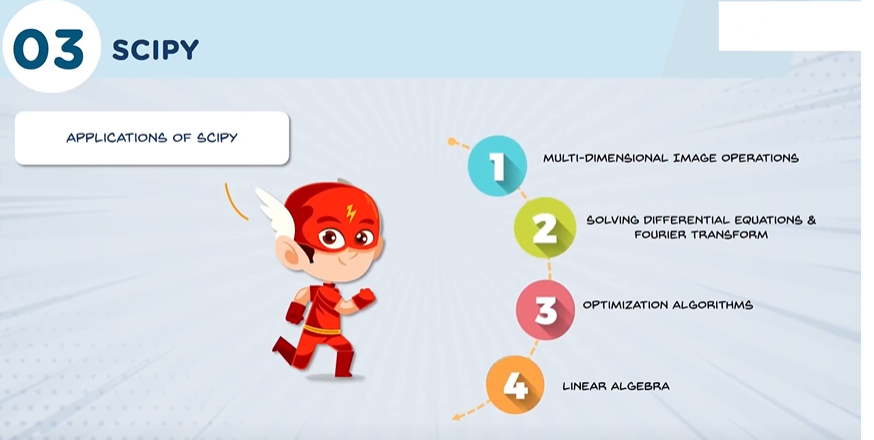 03 SCIPY
APPLICATIONS OF SCIPY
1 MULTI-DIMENSIONAL IMAGE OPERATIONS
2 SOLVING DIFFERENTIAL EQUATIONS &
FOURIER TRANSFORM
3 OPTIMIZATION ALGORITHMS
4 LINEAR ALGEBRA